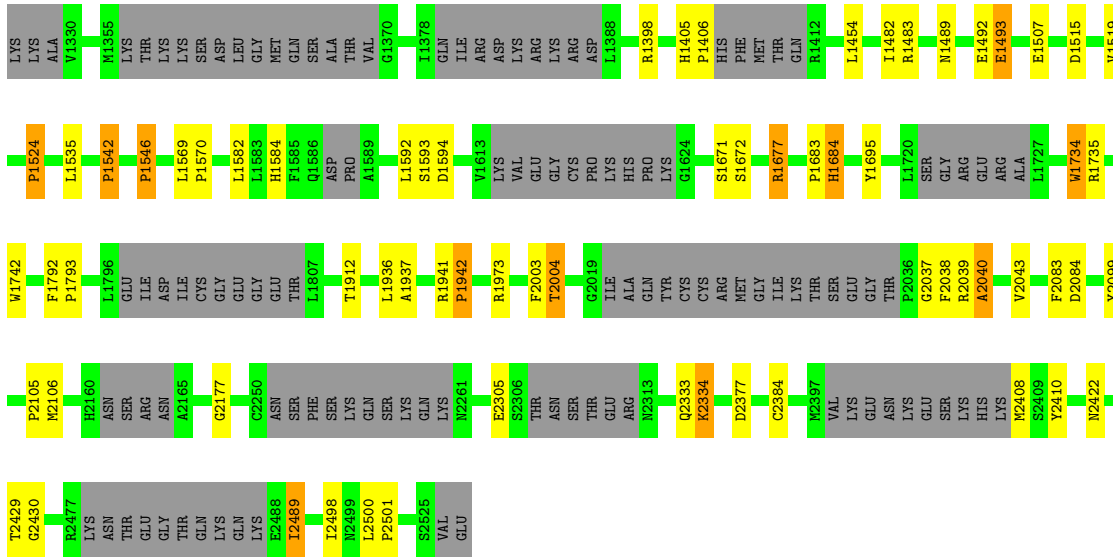 LYS LYS ALA V1330 M1355 LYS THR LYS LYS SER ASP LEU GLY MET GLN SER ALA THR VAL G1370 I1378 GLN ILE ARG ASP LYS ARG LYS ARG ASP L1388 R1398 H1405 P1406 HIS PHE MET THR GLN R1412 L1454 I1482 R1483 N1489 E1492 E1493 E1507 D1515 V1519
P1524 L1535 P1542 P1546 L1569 P1570 L1582 L1583 H1584 F1585 Q1586 ASP PRO A1589 L1592 S1593 D1594 V1613 LYS VAL GLU GLY CYS PRO LYS HIS PRO LYS G1624 S1671 S1672 R1677 P1683 H1684 Y1695 L1720 SER GLY ARG GLU ARG ALA L1727 W1734 R1735
W1742 F1792 P1793 L1796 GLU ILE ASP ILE CYS GLY GLU GLY GLU THR L1807 T1912 L1936 A1937 R1941 P1942 R1973 F2003 T2004 G2019 ILE ALA GLN TYR CYS CYS ARG MET GLY ILE LYS THR SER GLU GLY THR P2036 G2037 F2038 R2039 A2040 V2043 F2083 D2084 Y2099
P2105 M2106 H2160 ASN SER ARG ASN A2165 G2177 C2250 ASN SER PHE SER LYS GLN SER LYS GLN LYS N2261 E2305 S2306 THR ASN SER THR GLU ARG N2313 Q2333 K2334 D2377 C2384 M2397 VAL LYS GLU ASN LYS GLU SER LYS HIS LYS M2408 S2409 Y2410 N2422
T2429 G2430 R2477 LYS ASN THR GLU GLY THR GLN LYS GLN LYS E2488 I2489 I2498 N2499 L2500 P2501 S2525 VAL GLU